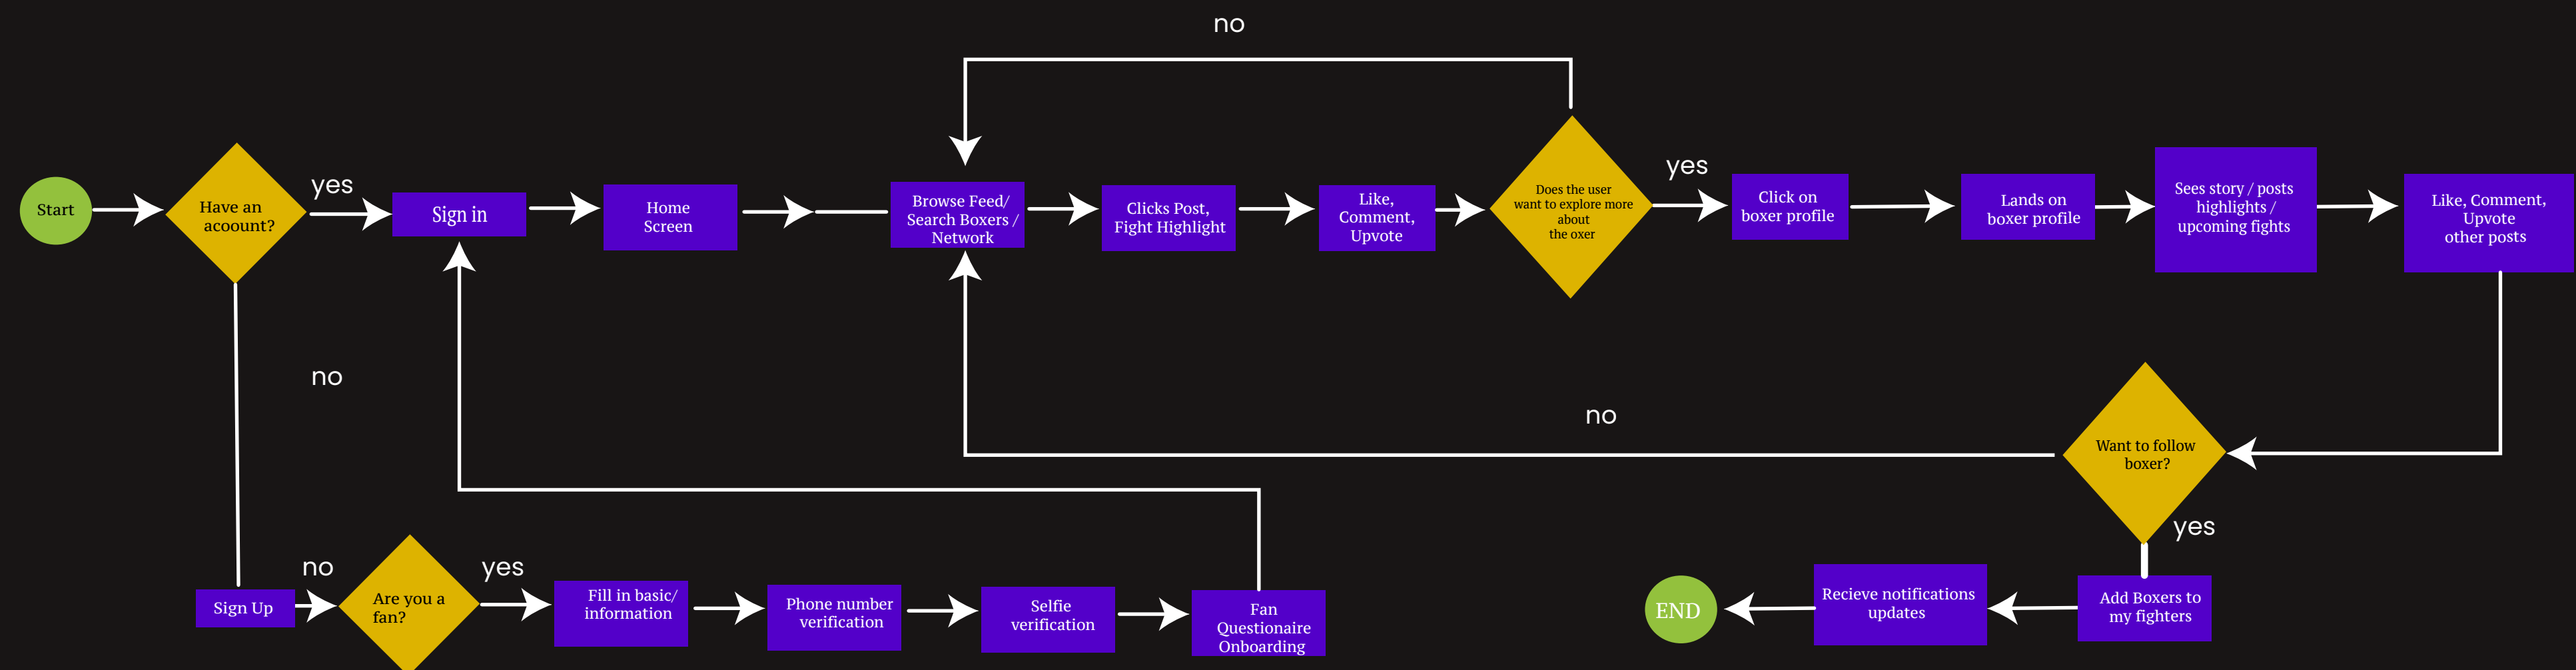 no
Start
Have an
acoount?
yes
Sign in
Home
Screen
Browse Feed/
Search Boxers /
Network
Clicks Post,
Fight Highlight
Like,
Comment,
Upvote
Does the user
want to explore more
about
the oxer
yes
Click on
boxer profile
Lands on
boxer profile
Sees story / posts
highlights /
upcoming fights
Like, Comment,
Upvote
other posts
no
no
Want to follow
boxer?
yes
Sign Up
no
Are you a
fan?
yes
Fill in basic/
information
Phone number
verification
Selfie
verification
Fan
Questionaire
Onboarding
END
Recieve notifications
updates
Add Boxers to
my fighters